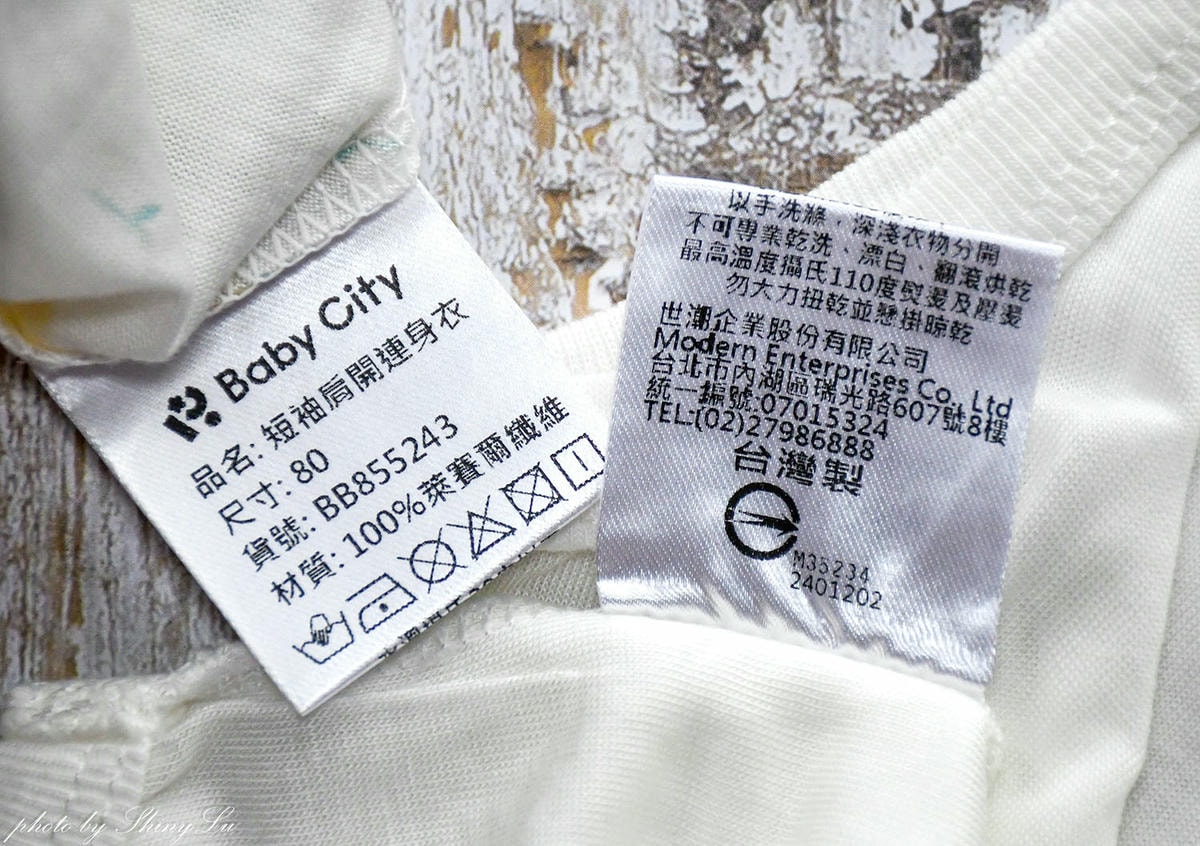 Baby City
品名: 短袖肩開連身衣
尺寸: 80
貨號: BB855243
材質: 100%萊賽爾纖維
以手洗滌、深淺衣物分開
不可專業乾洗、漂白、翻滾烘乾
最高溫度攝氏110度熨燙及壓燙
勿大力扭乾並懸掛晾乾
世潮企業股份有限公司
Modern Enterprises Co., Ltd
台北市內湖區瑞光路607號8樓
統一編號:07015324
TEL:(02)27986888
台灣製
M35234
2401202
photo by Shiny Lu